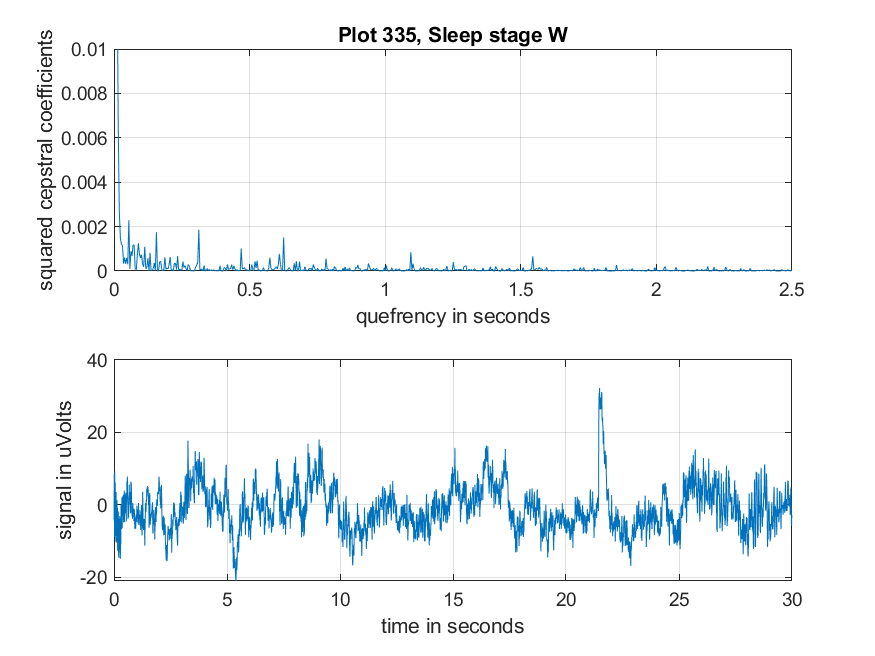 Plot 335, Sleep stage W
squared cepstral coefficients
0.01
0.008
0.006
0.004
0.002
0
0 0.5 1 1.5 2 2.5
quefrency in seconds
signal in uVolts
40
20
0
-20
0 5 10 15 20 25 30
time in seconds